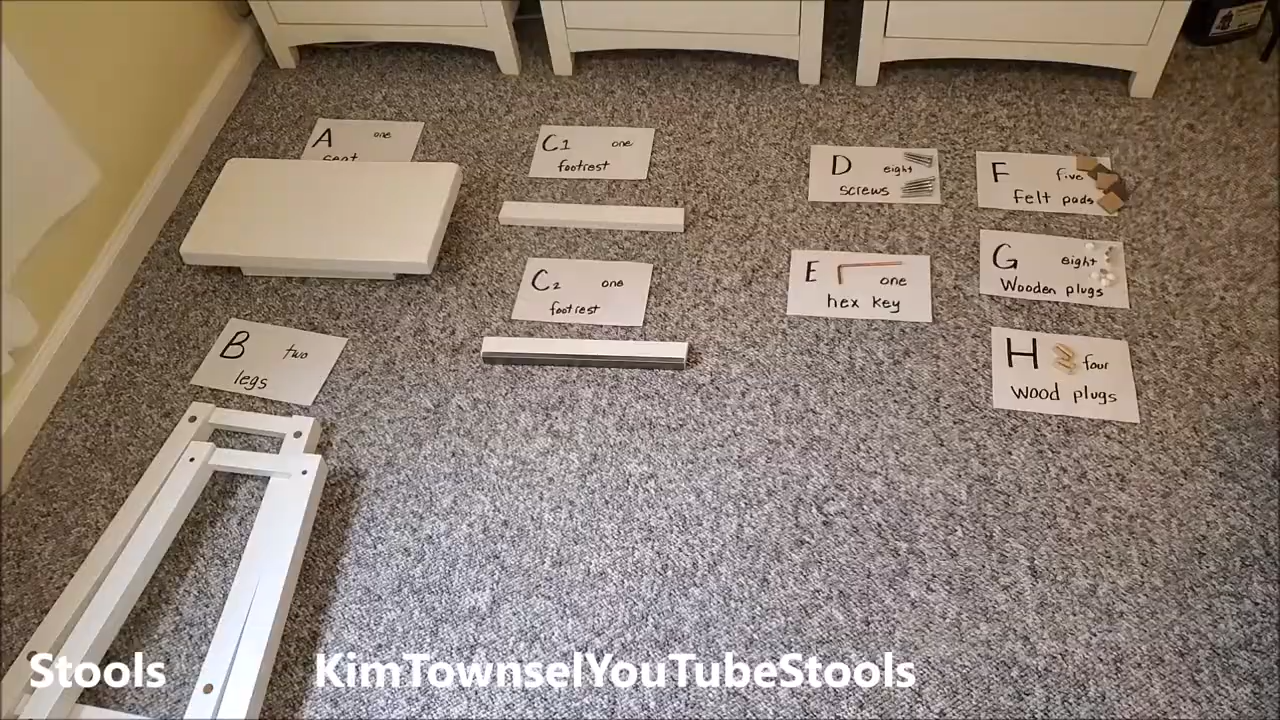 A one
seat
C1 one
footrest
D eight
screws
F five
felt pads
E one
hex key
G eight
Wooden plugs
C2 one
footrest
B two
legs
H four
wood plugs
Stools
KimTownselYouTubeStools